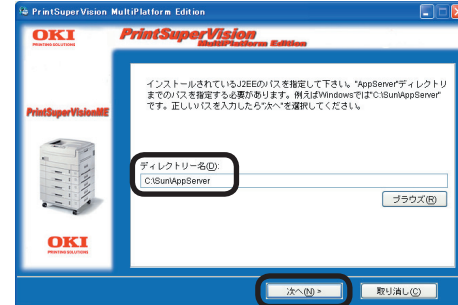 PrintSuperVision MultiPlatform Edition
OKI
PRINTING SOLUTIONS
PrintSuperVision
MultiPlatform Edition
インストールされているJ2EEのパスを指定して下さい。"AppServer"ディレクトリ
までのパスを指定する必要があります。例えばWindowsでは"C:\Sun\AppServer"
です。正しいパスを入力したら"次へ"を選択してください。
PrintSuperVisionME
ディレクトリー名(D):
C:\Sun\AppServer
ブラウズ(R)
OKI
PRINTING SOLUTIONS
次へ(N) >
取り消し(C)